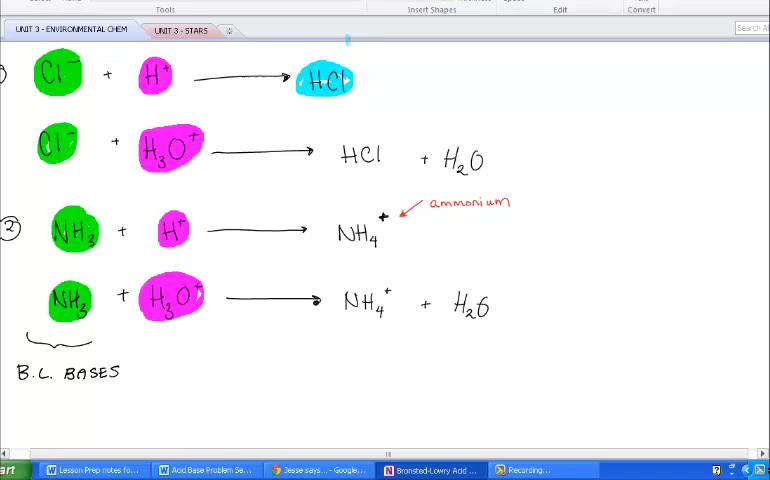 Tools
Insert Shapes
Edit
Convert
UNIT 3 - ENVIRONMENTAL CHEM
UNIT 3 - STARS
Search A
Cl⁻ + H⁺ → HCl
Cl⁻ + H₃O⁺ → HCl + H₂O
ammonium
② NH₃ + H⁺ → NH₄⁺
NH₃ + H₃O⁺ → NH₄⁺ + H₂O
B.L. BASES
art
Lesson Prep notes fo...
Acid Base Problem Se...
Jesse says... - Google...
Bronsted-Lowry Acid ...
Recording...